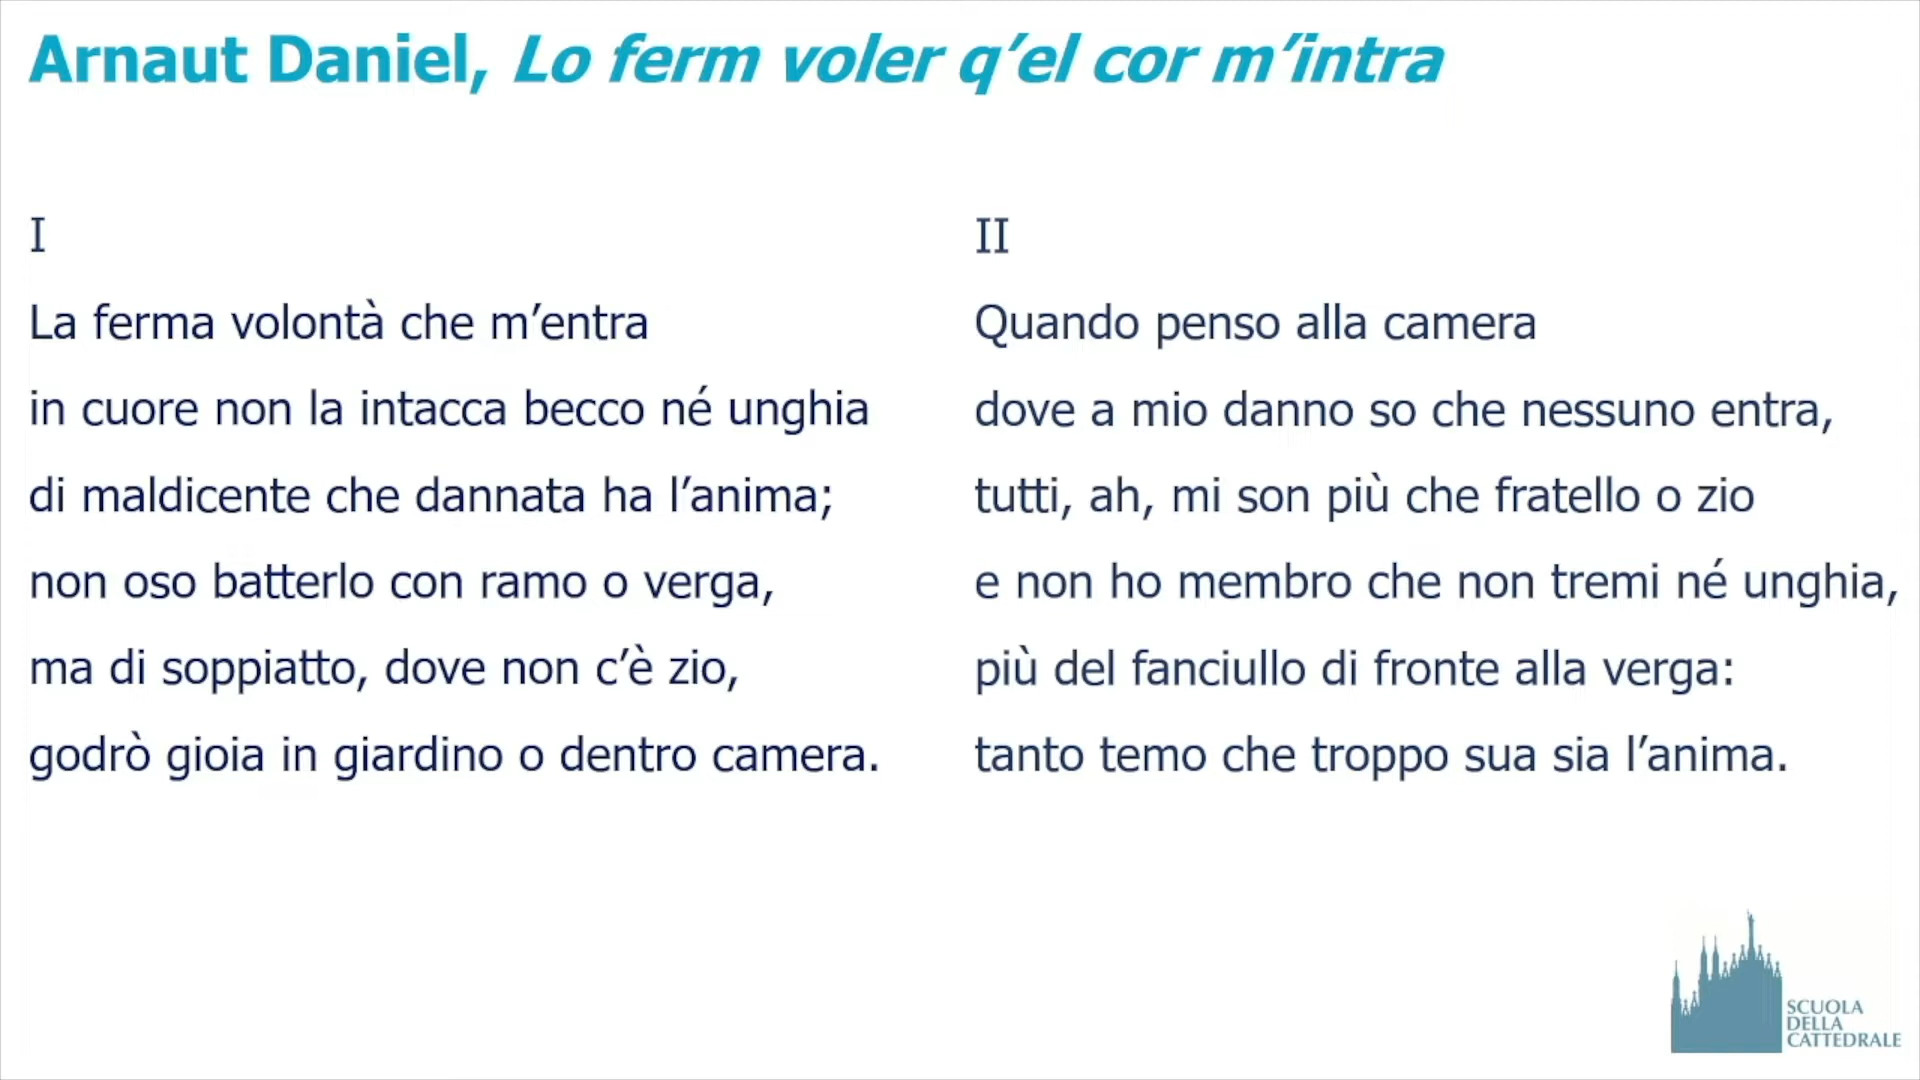 Arnaut Daniel, Lo ferm voler q’el cor m’intra
I
La ferma volontà che m’entra
in cuore non la intacca becco né unghia
di maldicente che dannata ha l’anima;
non oso batterlo con ramo o verga,
ma di soppiatto, dove non c’è zio,
godrò gioia in giardino o dentro camera.
II
Quando penso alla camera
dove a mio danno so che nessuno entra,
tutti, ah, mi son più che fratello o zio
e non ho membro che non tremi né unghia,
più del fanciullo di fronte alla verga:
tanto temo che troppo sua sia l’anima.
SCUOLA
DELLA
CATTEDRALE